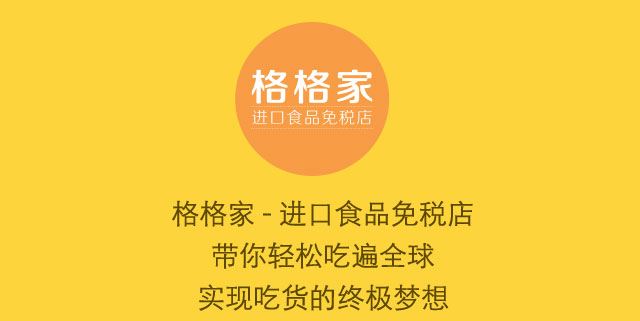 格格家
进口食品免税店
格格家 - 进口食品免税店
带你轻松吃遍全球
实现吃货的终极梦想